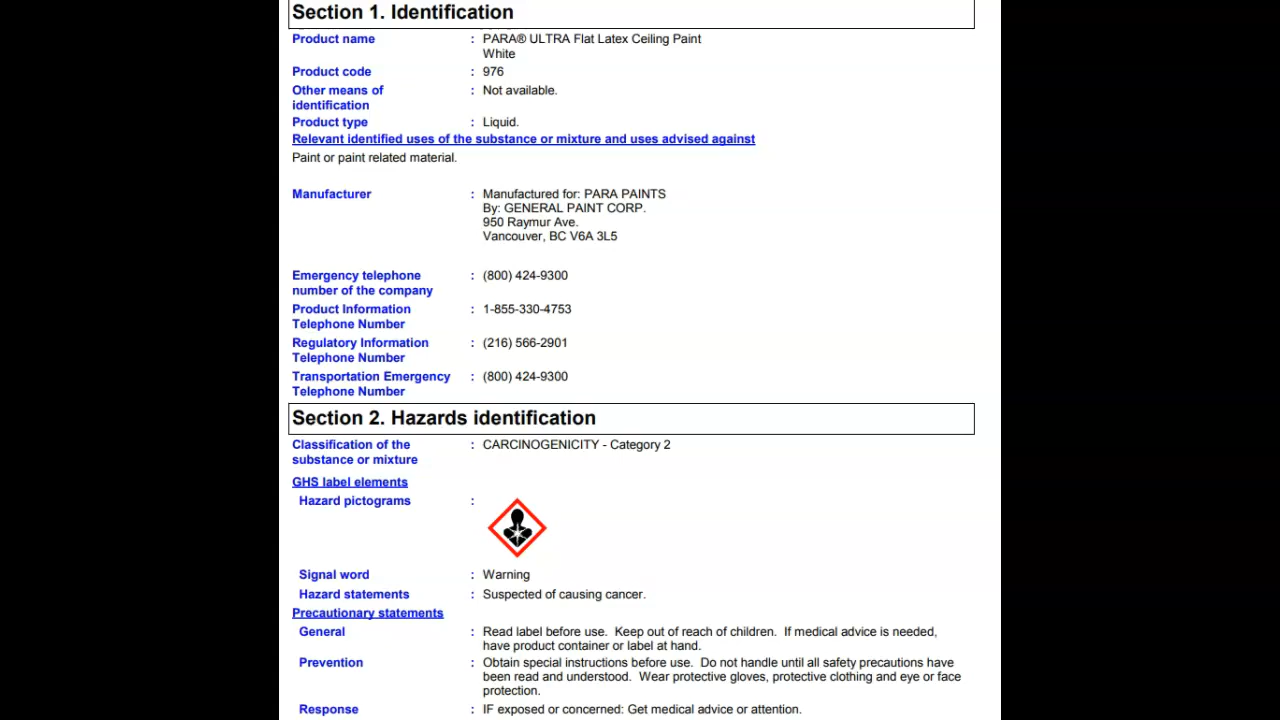 Section 1. Identification
Product name : PARA® ULTRA Flat Latex Ceiling Paint
White
Product code : 976
Other means of : Not available.
identification
Product type : Liquid.
Relevant identified uses of the substance or mixture and uses advised against
Paint or paint related material.
Manufacturer : Manufactured for: PARA PAINTS
By: GENERAL PAINT CORP.
950 Raymur Ave.
Vancouver, BC V6A 3L5
Emergency telephone : (800) 424-9300
number of the company
Product Information : 1-855-330-4753
Telephone Number
Regulatory Information : (216) 566-2901
Telephone Number
Transportation Emergency : (800) 424-9300
Telephone Number
Section 2. Hazards identification
Classification of the : CARCINOGENICITY - Category 2
substance or mixture
GHS label elements
Hazard pictograms :
Signal word : Warning
Hazard statements : Suspected of causing cancer.
Precautionary statements
General : Read label before use. Keep out of reach of children. If medical advice is needed,
have product container or label at hand.
Prevention : Obtain special instructions before use. Do not handle until all safety precautions have
been read and understood. Wear protective gloves, protective clothing and eye or face
protection.
Response : IF exposed or concerned: Get medical advice or attention.